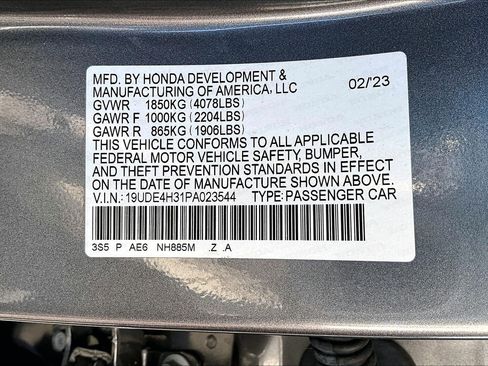 MFD. BY HONDA DEVELOPMENT &
MANUFACTURING OF AMERICA, LLC 02/'23
GVWR 1850KG (4078LBS)
GAWR F 1000KG (2204LBS)
GAWR R 865KG (1906LBS)
THIS VEHICLE CONFORMS TO ALL APPLICABLE
FEDERAL MOTOR VEHICLE SAFETY, BUMPER,
AND THEFT PREVENTION STANDARDS IN EFFECT
ON THE DATE OF MANUFACTURE SHOWN ABOVE.
V.I.N: 19UDE4H31PA023544 TYPE: PASSENGER CAR
3S5 P AE6 NH885M .Z .A